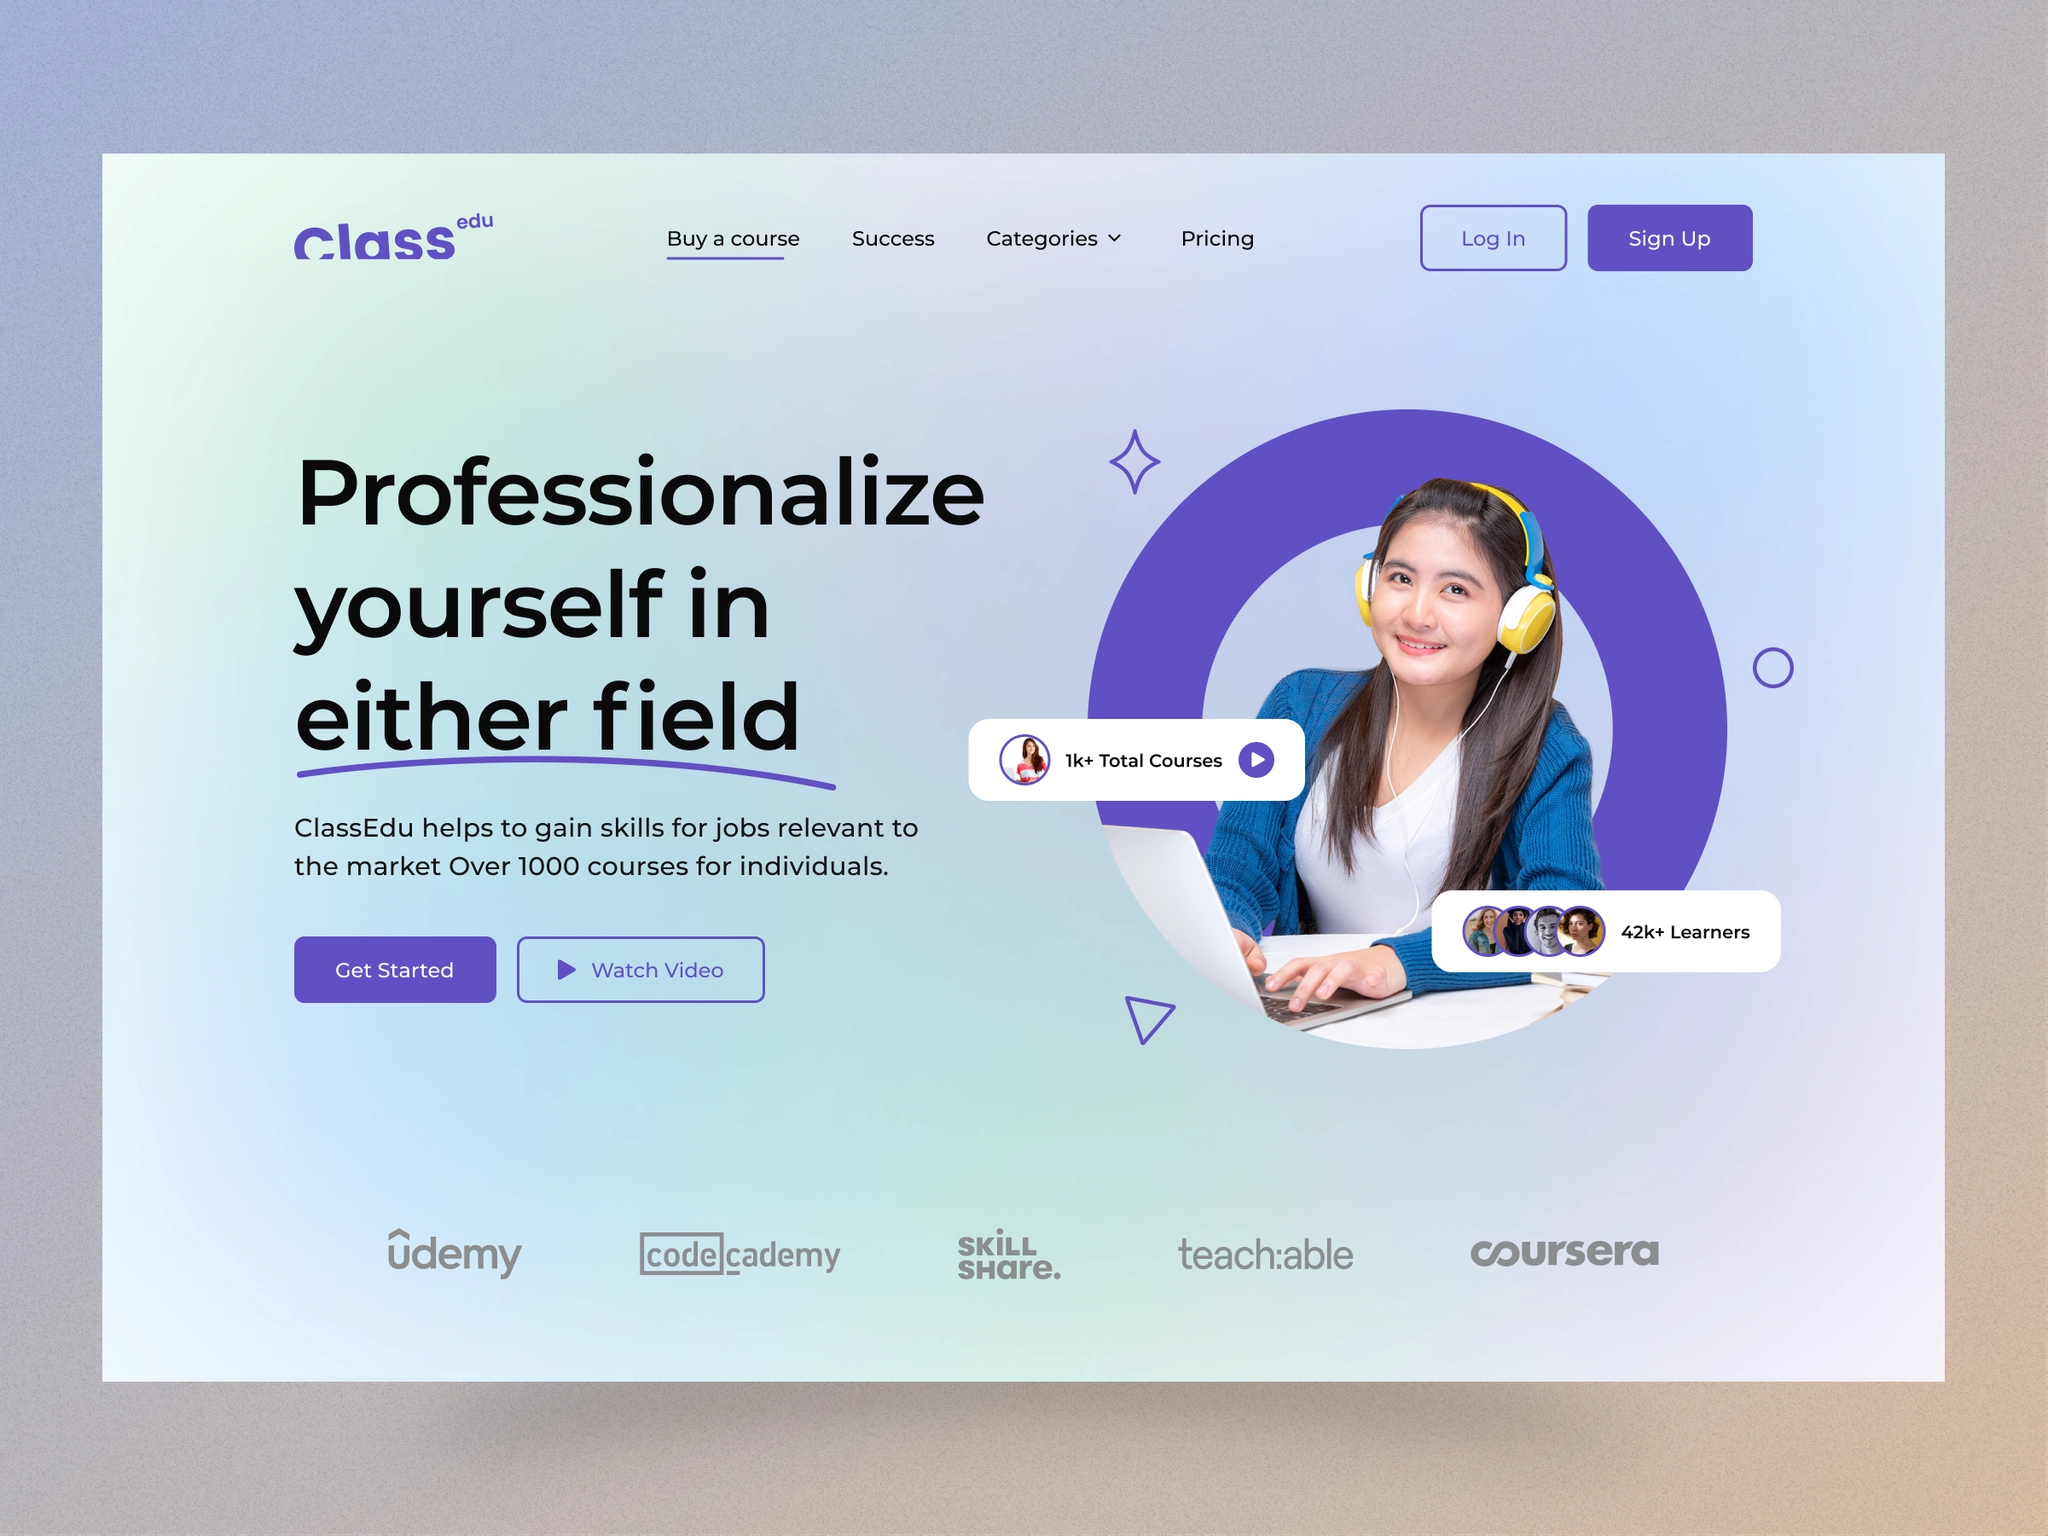 Class edu
Buy a course
Success
Categories
Pricing
Log In
Sign Up
Professionalize
yourself in
either field
ClassEdu helps to gain skills for jobs relevant to
the market Over 1000 courses for individuals.
Get Started
Watch Video
1k+ Total Courses
42k+ Learners
udemy
codecademy
SKiLL
SHare.
teach:able
coursera